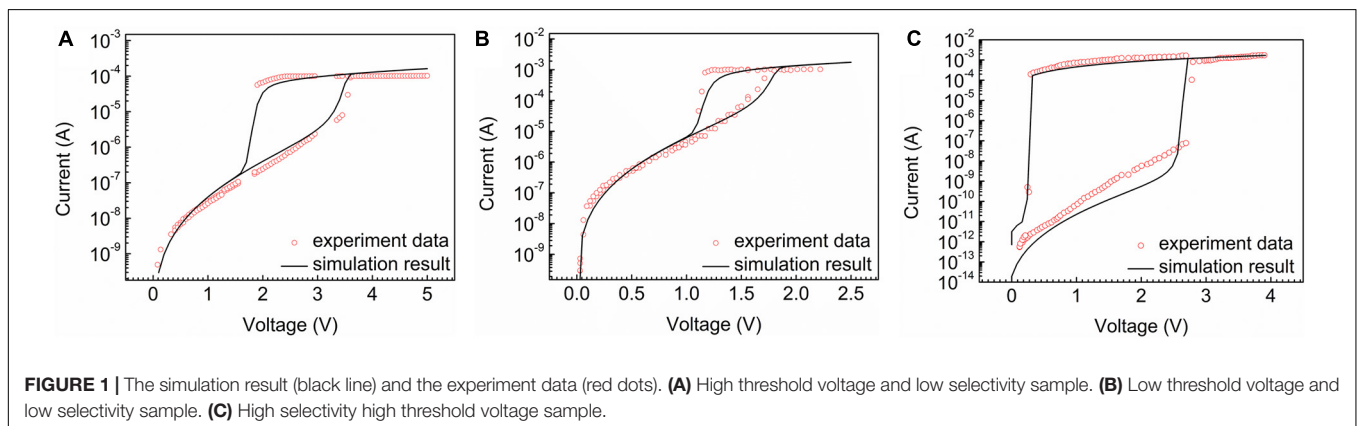 A
10⁻³
10⁻⁴
10⁻⁵
10⁻⁶
10⁻⁷
10⁻⁸
10⁻⁹
Current (A)
experiment data
simulation result
0 1 2 3 4 5
Voltage (V)
B
10⁻²
10⁻³
10⁻⁴
10⁻⁵
10⁻⁶
10⁻⁷
10⁻⁸
10⁻⁹
Current (A)
experiment data
simulation result
0.0 0.5 1.0 1.5 2.0 2.5
Voltage (V)
C
10⁻²
10⁻³
10⁻⁴
10⁻⁵
10⁻⁶
10⁻⁷
10⁻⁸
10⁻⁹
10⁻¹⁰
10⁻¹¹
10⁻¹²
10⁻¹³
10⁻¹⁴
Current (A)
experiment data
simulation result
0 1 2 3 4
Voltage (V)
FIGURE 1 | The simulation result (black line) and the experiment data (red dots). (A) High threshold voltage and low selectivity sample. (B) Low threshold voltage and
low selectivity sample. (C) High selectivity high threshold voltage sample.